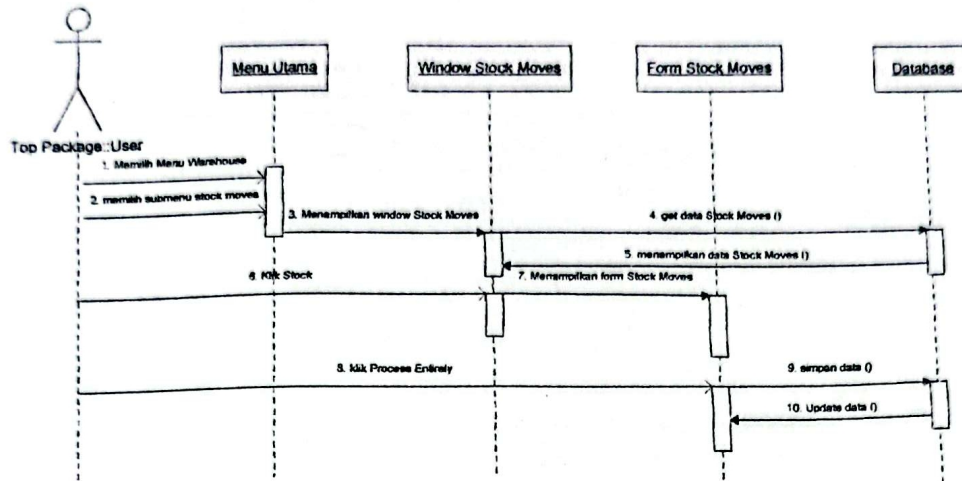 Menu Utama
Window Stock Moves
Form Stock Moves
Database
Top Package::User
1. Memilih Menu Warehouse
2. memilih submenu stock moves
3. Menampilkan window Stock Moves
4. get data Stock Moves ()
5. menampilkan data Stock Moves ()
6. Klik Stock
7. Menampilkan form Stock Moves
8. klik Process Entirely
9. simpan data ()
10. Update data ()